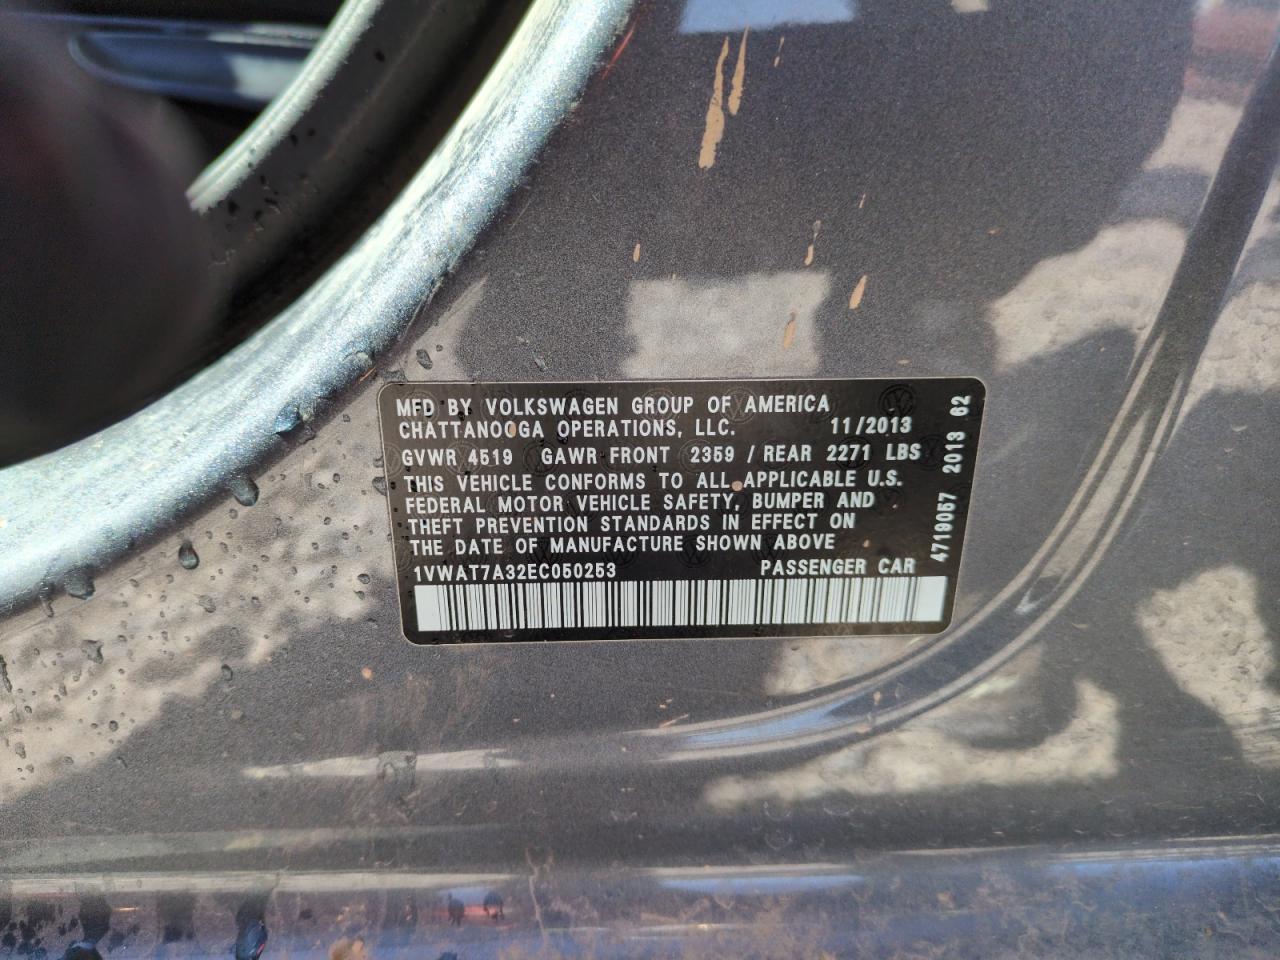 MFD BY VOLKSWAGEN GROUP OF AMERICA
CHATTANOOGA OPERATIONS, LLC. 11/2013
GVWR 4519 GAWR FRONT 2359 / REAR 2271 LBS
THIS VEHICLE CONFORMS TO ALL APPLICABLE U.S.
FEDERAL MOTOR VEHICLE SAFETY, BUMPER AND
THEFT PREVENTION STANDARDS IN EFFECT ON
THE DATE OF MANUFACTURE SHOWN ABOVE
1VWAT7A32EC050253 PASSENGER CAR
4719067 2013 62